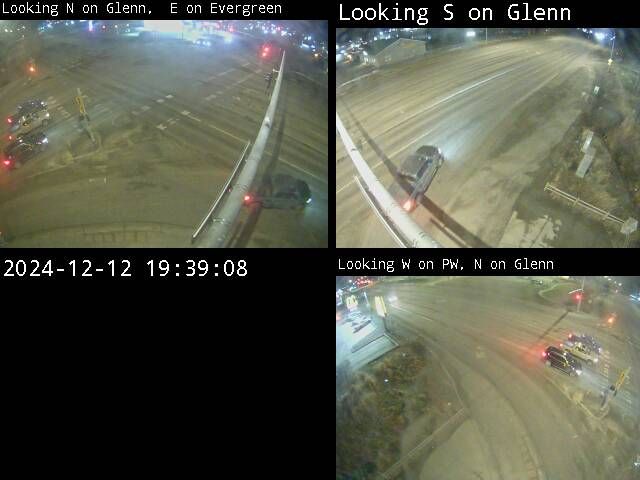 Looking N on Glenn, E on Evergreen
Looking S on Glenn
2024-12-12 19:39:08
Looking W on PW, N on Glenn